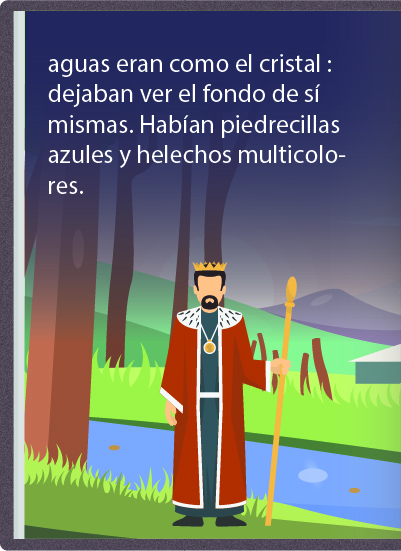 aguas eran como el cristal :
dejaban ver el fondo de sí
mismas. Habían piedrecillas
azules y helechos multicolo-
res.